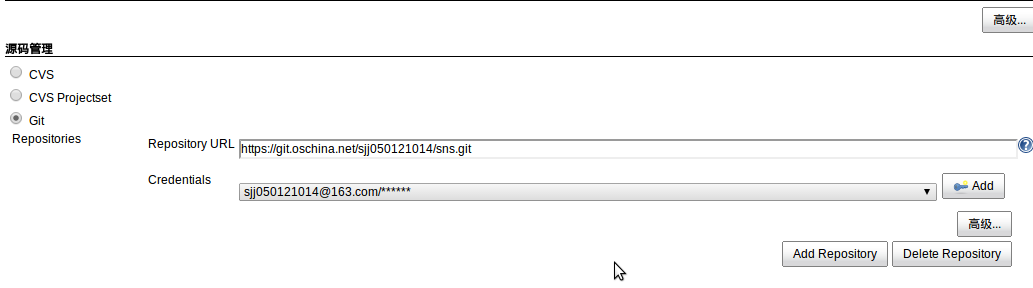 高级...
源码管理
CVS
CVS Projectset
Git
Repositories
Repository URL
https://git.oschina.net/sjj050121014/sns.git
Credentials
sjj050121014@163.com/******
Add
高级...
Add Repository
Delete Repository